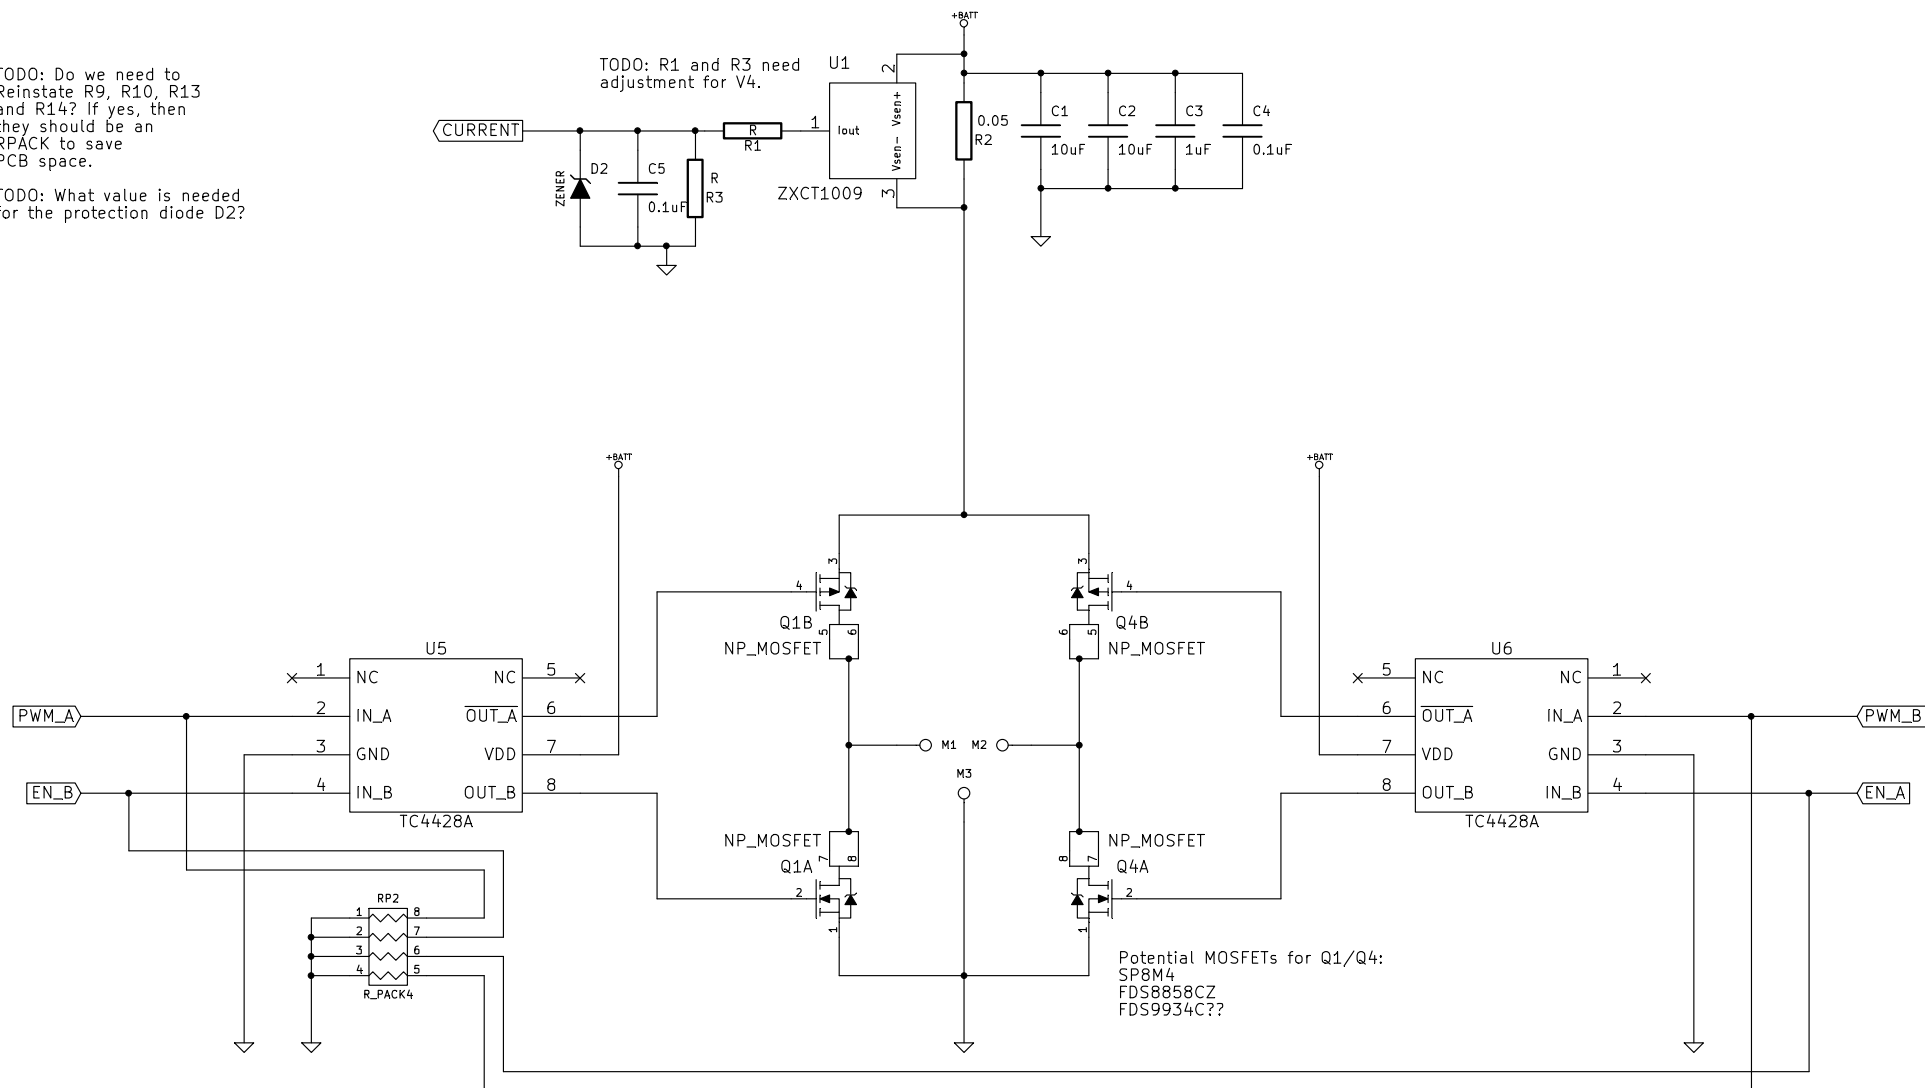 +BATT
TODO: Do we need to
Reinstate R9, R10, R13
and R14? If yes, then
they should be an
RPACK to save
PCB space.
TODO: What value is needed
for the protection diode D2?
TODO: R1 and R3 need
adjustment for V4.
U1
2
Vsen+
Vsen-
Iout
1
3
ZXCT1009
CURRENT
R
R1
D2
ZENER
C5
0.1uF
R
R3
0.05
R2
C1
10uF
C2
10uF
C3
1uF
C4
0.1uF
+BATT
+BATT
3
4
Q1B
5
6
NP_MOSFET
3
4
Q4B
6
5
NP_MOSFET
U5
1
NC
NC
5
PWM_A
2
IN_A
OUT_A
6
3
GND
VDD
7
EN_B
4
IN_B
OUT_B
8
TC4428A
M1
M2
M3
U6
5
NC
NC
1
6
OUT_A
IN_A
2
PWM_B
7
VDD
GND
3
8
OUT_B
IN_B
4
EN_A
TC4428A
NP_MOSFET
Q1A
7
8
2
1
NP_MOSFET
Q4A
8
7
2
1
RP2
1
8
2
7
3
6
4
5
R_PACK4
Potential MOSFETs for Q1/Q4:
SP8M4
FDS8858CZ
FDS9934C??